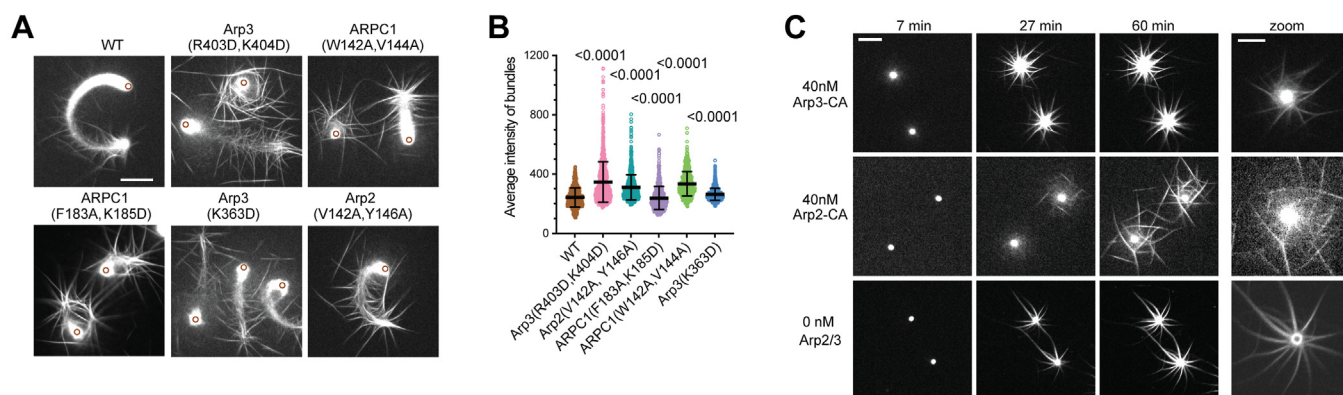 A
WT
Arp3
(R403D,K404D)
ARPC1
(W142A,V144A)
ARPC1
(F183A, K185D)
Arp3
(K363D)
Arp2
(V142A,Y146A)
B
Average intensity of bundles
1200
800
400
0
<0.0001
<0.0001
<0.0001
<0.0001
<0.0001
WT
Arp3(R403D,K404D)
Arp2(V142A, Y146A)
ARPC1(F183A,K185D)
ARPC1(W142A, V144A)
Arp3(K363D)
C
7 min
27 min
60 min
zoom
40nM
Arp3-CA
40nM
Arp2-CA
0 nM
Arp2/3